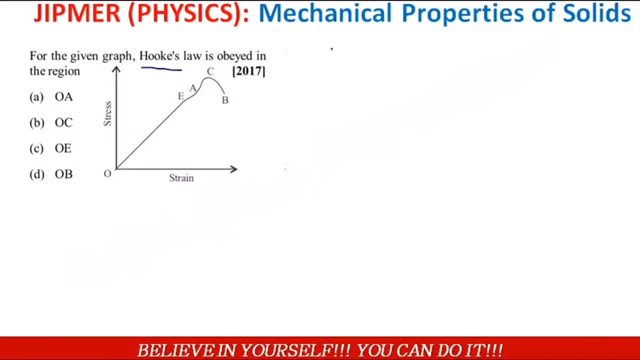 JIPMER (PHYSICS): Mechanical Properties of Solids
For the given graph, Hooke's law is obeyed in
the region [2017]
(a) OA
(b) OC
(c) OE
(d) OB
C
A
E
B
Stress
O
Strain
BELIEVE IN YOURSELF!!! YOU CAN DO IT!!!